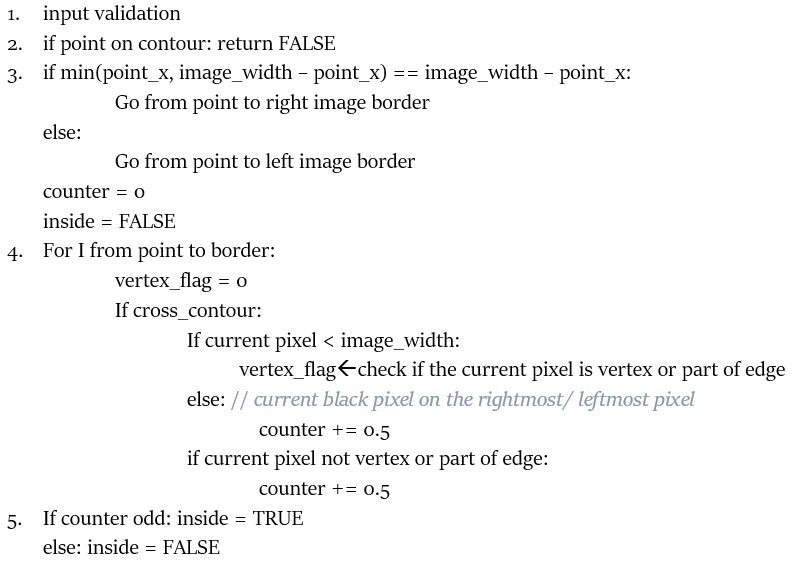 1. input validation
2. if point on contour: return FALSE
3. if min(point_x, image_width – point_x) == image_width – point_x:
Go from point to right image border
else:
Go from point to left image border
counter = 0
inside = FALSE
4. For I from point to border:
vertex_flag = 0
If cross_contour:
If current pixel < image_width:
vertex_flag🡨check if the current pixel is vertex or part of edge
else: // current black pixel on the rightmost/ leftmost pixel
counter += 0.5
if current pixel not vertex or part of edge:
counter += 0.5
5. If counter odd: inside = TRUE
else: inside = FALSE